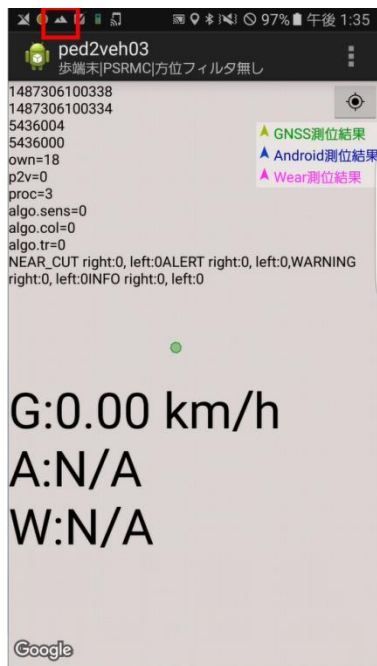 97% 午後 1:35
ped2veh03
歩端末|PSRMC|方位フィルタ無し
1487306100338
1487306100334
5436004
5436000
own=18
p2v=0
proc=3
algo.sens=0
algo.col=0
algo.tr=0
NEAR_CUT right:0, left:0ALERT right:0, left:0,WARNING
right:0, left:0INFO right:0, left:0
GNSS測位結果
Android測位結果
Wear測位結果
G:0.00 km/h
A:N/A
W:N/A
Google